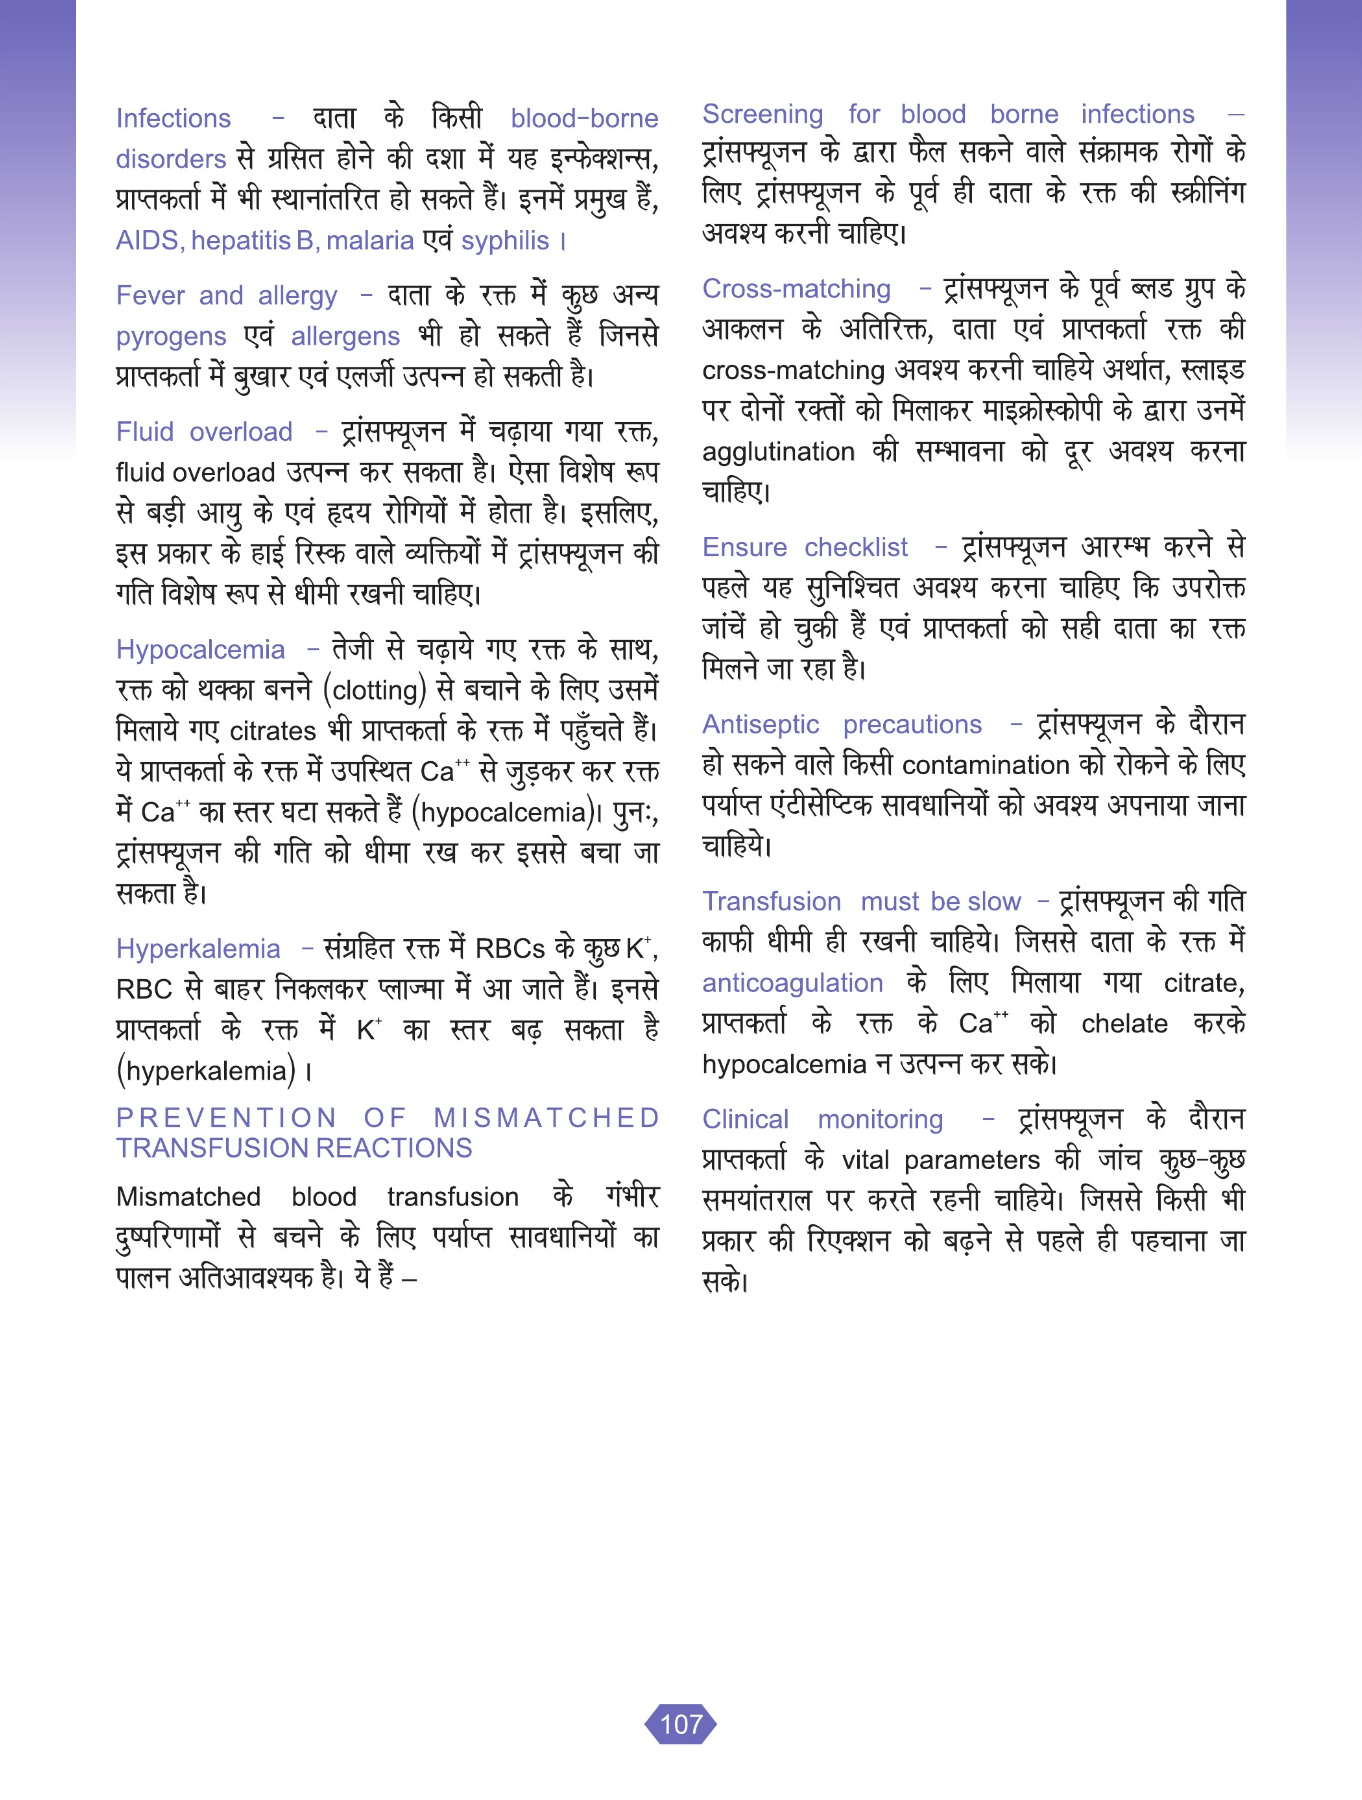 Infections - दाता के किसी blood-borne
disorders से ग्रसित होने की दशा में यह इन्फेक्शन्स,
प्राप्तकर्ता में भी स्थानांतरित हो सकते हैं। इनमें प्रमुख हैं,
AIDS, hepatitis B, malaria एवं syphilis ।
Fever and allergy - दाता के रक्त में कुछ अन्य
pyrogens एवं allergens भी हो सकते हैं जिनसे
प्राप्तकर्ता में बुखार एवं एलर्जी उत्पन्न हो सकती है।
Fluid overload - ट्रांसफ्यूजन में चढ़ाया गया रक्त,
fluid overload उत्पन्न कर सकता है। ऐसा विशेष रूप
से बड़ी आयु के एवं हृदय रोगियों में होता है। इसलिए,
इस प्रकार के हाई रिस्क वाले व्यक्तियों में ट्रांसफ्यूजन की
गति विशेष रूप से धीमी रखनी चाहिए।
Hypocalcemia - तेजी से चढ़ाये गए रक्त के साथ,
रक्त को थक्का बनने (clotting) से बचाने के लिए उसमें
मिलाये गए citrates भी प्राप्तकर्ता के रक्त में पहुँचते हैं।
ये प्राप्तकर्ता के रक्त में उपस्थित Ca⁺⁺ से जुड़कर कर रक्त
में Ca⁺⁺ का स्तर घटा सकते हैं (hypocalcemia)। पुनः,
ट्रांसफ्यूजन की गति को धीमा रख कर इससे बचा जा
सकता है।
Hyperkalemia - संग्रहित रक्त में RBCs के कुछ K⁺,
RBC से बाहर निकलकर प्लाज्मा में आ जाते हैं। इनसे
प्राप्तकर्ता के रक्त में K⁺ का स्तर बढ़ सकता है
(hyperkalemia) ।
PREVENTION OF MISMATCHED
TRANSFUSION REACTIONS
Mismatched blood transfusion के गंभीर
दुष्परिणामों से बचने के लिए पर्याप्त सावधानियों का
पालन अतिआवश्यक है। ये हैं –
Screening for blood borne infections –
ट्रांसफ्यूजन के द्वारा फैल सकने वाले संक्रामक रोगों के
लिए ट्रांसफ्यूजन के पूर्व ही दाता के रक्त की स्क्रीनिंग
अवश्य करनी चाहिए।
Cross-matching - ट्रांसफ्यूजन के पूर्व ब्लड ग्रुप के
आकलन के अतिरिक्त, दाता एवं प्राप्तकर्ता रक्त की
cross-matching अवश्य करनी चाहिये अर्थात, स्लाइड
पर दोनों रक्तों को मिलाकर माइक्रोस्कोपी के द्वारा उनमें
agglutination की सम्भावना को दूर अवश्य करना
चाहिए।
Ensure checklist - ट्रांसफ्यूजन आरम्भ करने से
पहले यह सुनिश्चित अवश्य करना चाहिए कि उपरोक्त
जांचें हो चुकी हैं एवं प्राप्तकर्ता को सही दाता का रक्त
मिलने जा रहा है।
Antiseptic precautions - ट्रांसफ्यूजन के दौरान
हो सकने वाले किसी contamination को रोकने के लिए
पर्याप्त एंटीसेप्टिक सावधानियों को अवश्य अपनाया जाना
चाहिये।
Transfusion must be slow - ट्रांसफ्यूजन की गति
काफी धीमी ही रखनी चाहिये। जिससे दाता के रक्त में
anticoagulation के लिए मिलाया गया citrate,
प्राप्तकर्ता के रक्त के Ca⁺⁺ को chelate करके
hypocalcemia न उत्पन्न कर सके।
Clinical monitoring - ट्रांसफ्यूजन के दौरान
प्राप्तकर्ता के vital parameters की जांच कुछ-कुछ
समयांतराल पर करते रहनी चाहिये। जिससे किसी भी
प्रकार की रिएक्शन को बढ़ने से पहले ही पहचाना जा
सके।
107